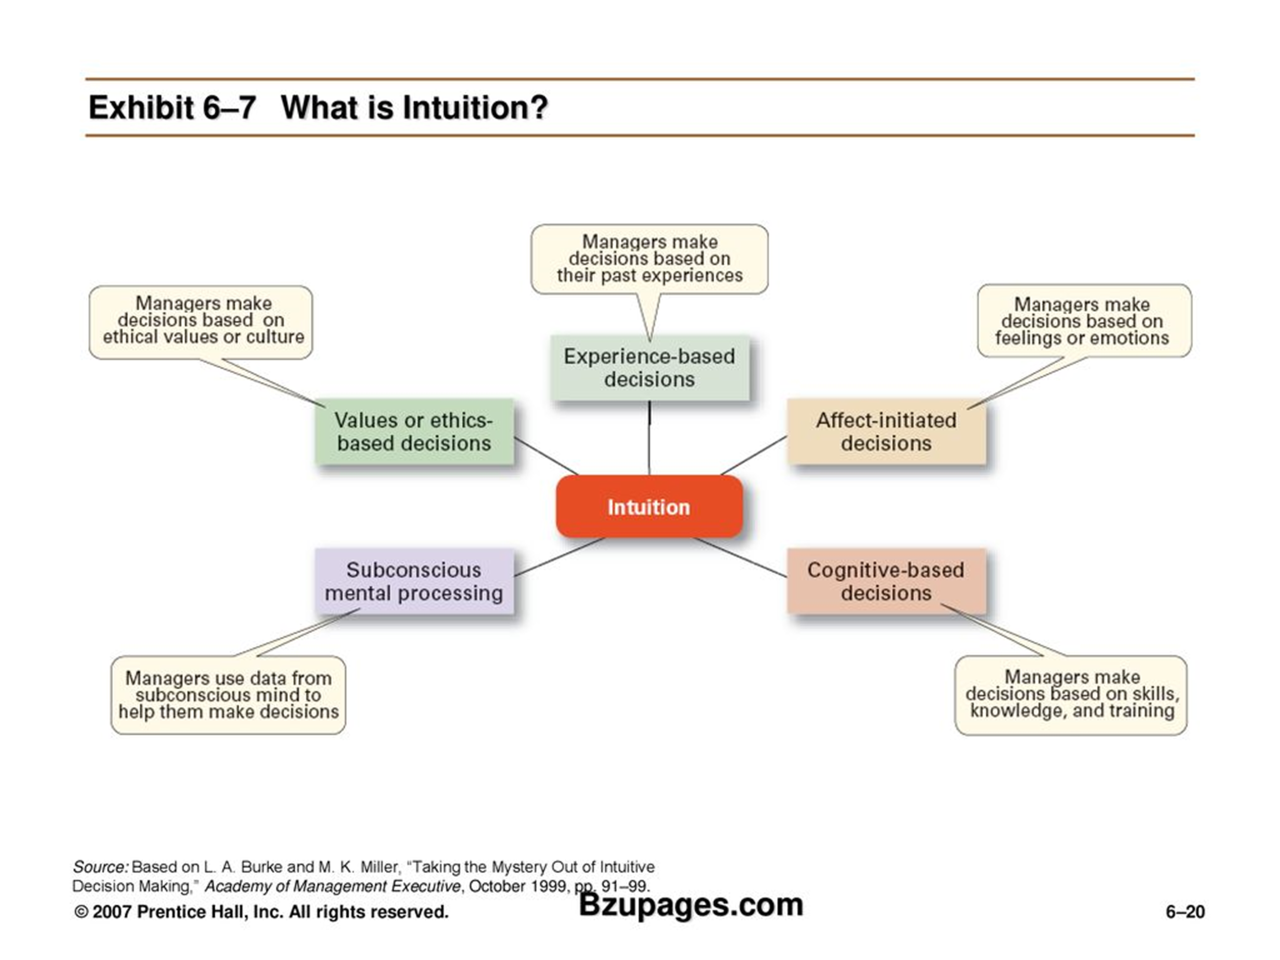 Exhibit 6–7 What is Intuition?
Managers make
decisions based on
their past experiences
Managers make
decisions based on
ethical values or culture
Managers make
decisions based on
feelings or emotions
Experience-based
decisions
Values or ethics-
based decisions
Affect-initiated
decisions
Intuition
Subconscious
mental processing
Cognitive-based
decisions
Managers use data from
subconscious mind to
help them make decisions
Managers make
decisions based on skills,
knowledge, and training
Source: Based on L. A. Burke and M. K. Miller, “Taking the Mystery Out of Intuitive
Decision Making,” Academy of Management Executive, October 1999, pp. 91–99.
© 2007 Prentice Hall, Inc. All rights reserved.
Bzupages.com
6–20